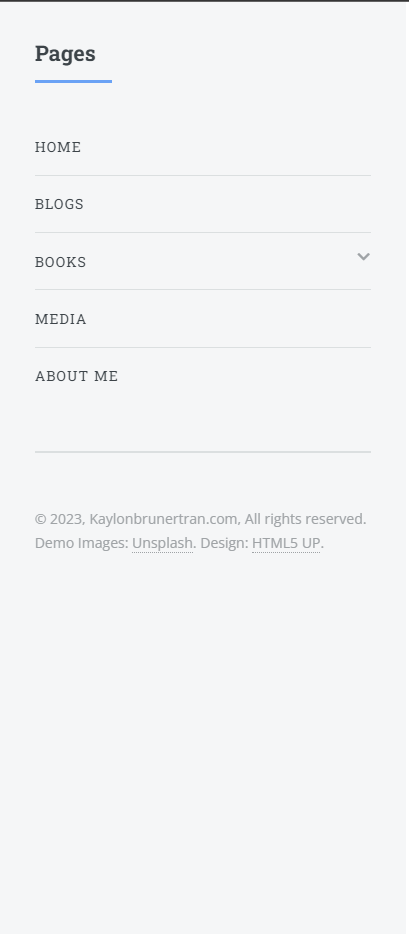 Pages
HOME
BLOGS
BOOKS
MEDIA
ABOUT ME
© 2023, Kaylonbrunertran.com, All rights reserved.
Demo Images: Unsplash. Design: HTML5 UP.